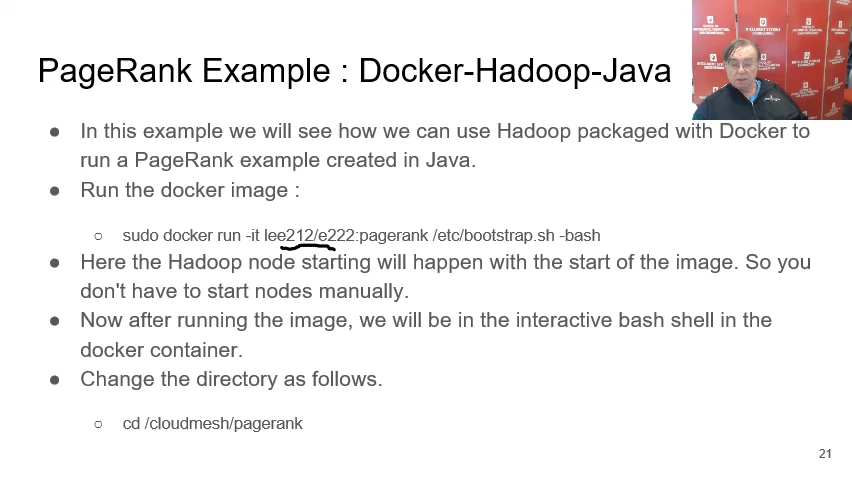 PageRank Example : Docker-Hadoop-Java
● In this example we will see how we can use Hadoop packaged with Docker to
run a PageRank example created in Java.
● Run the docker image :
○ sudo docker run -it lee212/e222:pagerank /etc/bootstrap.sh -bash
● Here the Hadoop node starting will happen with the start of the image. So you
don't have to start nodes manually.
● Now after running the image, we will be in the interactive bash shell in the
docker container.
● Change the directory as follows.
○ cd /cloudmesh/pagerank
21